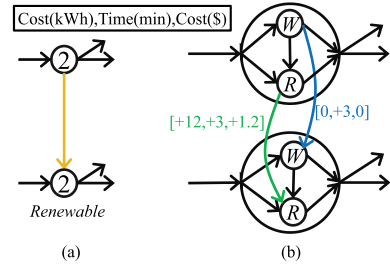 Cost(kWh),Time(min),Cost($)
2
W
R
[+12,+3,+1.2]
[0,+3,0]
2
W
R
Renewable
(a)
(b)